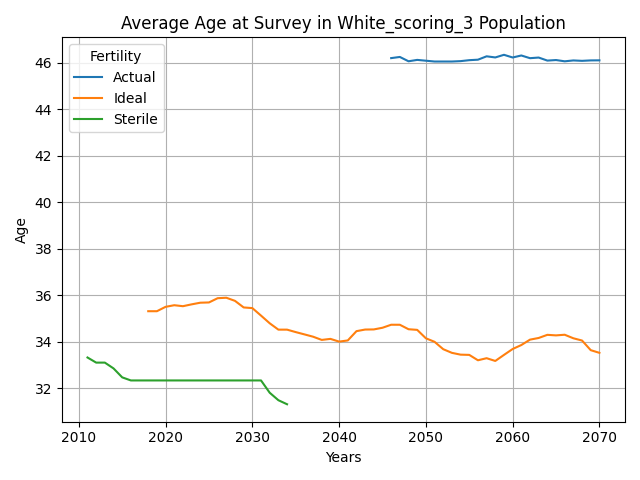 Average Age at Survey in White_scoring_3 Population
Fertility
Actual
Ideal
Sterile
46
44
42
40
38
36
34
32
Age
2010
2020
2030
2040
2050
2060
2070
Years